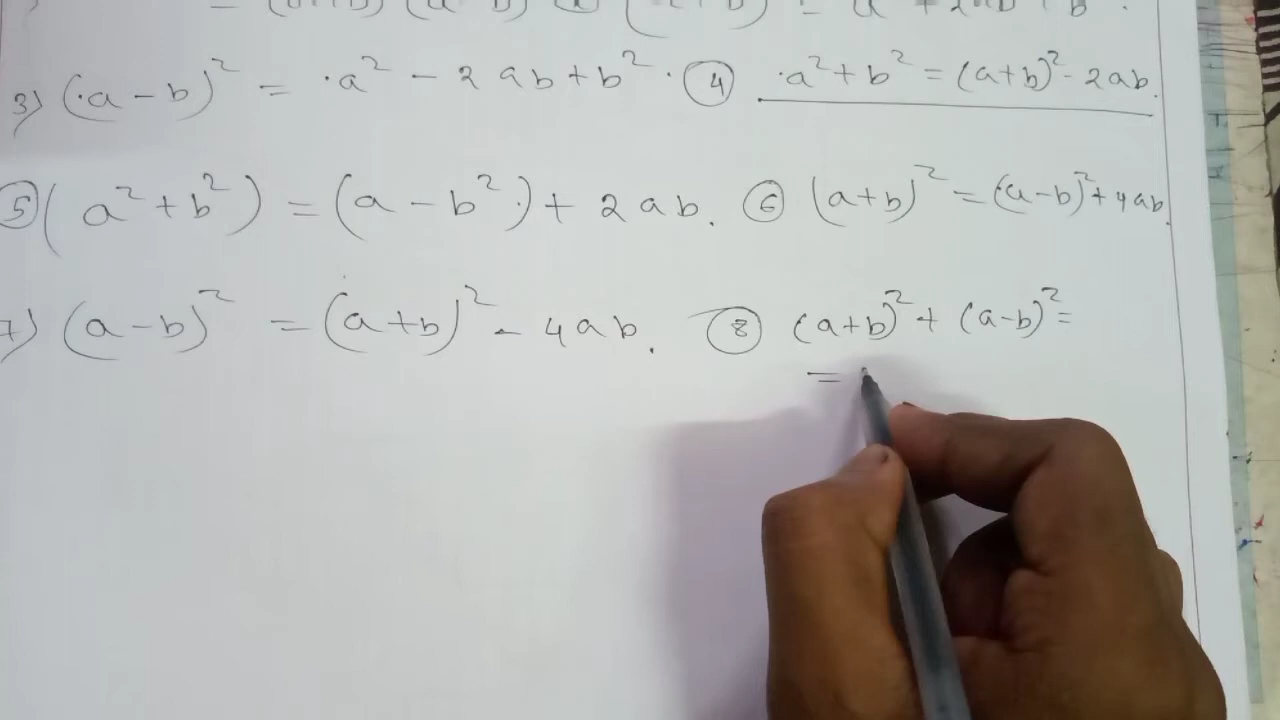 3) (·a - b)² = ·a² - 2ab + b². ④ ·a² + b² = (a+b)² - 2ab.
⑤ (a² + b²) = (a - b²·) + 2ab. ⑥ (a+b)² = (a-b)² + 4ab.
7) (a-b)² = (a+b)² - 4ab. ⑧ (a+b)² + (a-b)² =
=